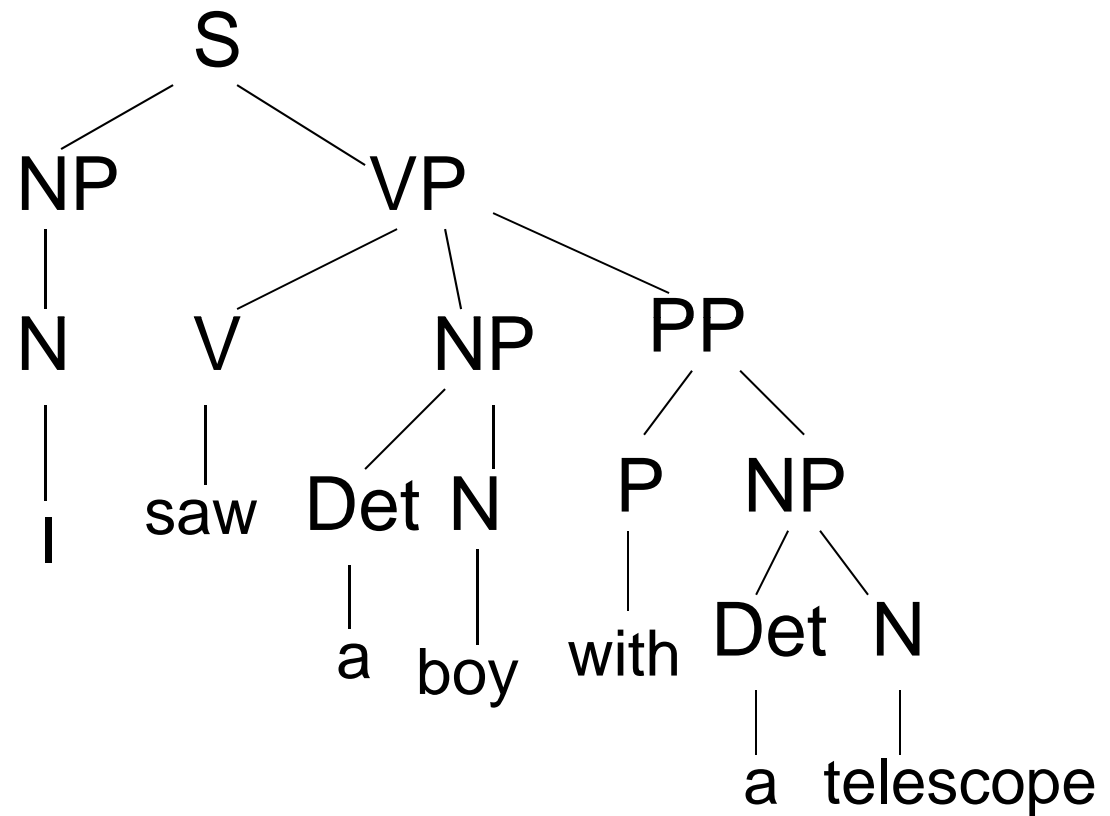 S
NP VP
N V NP PP
I saw Det N P NP
a boy with Det N
a telescope